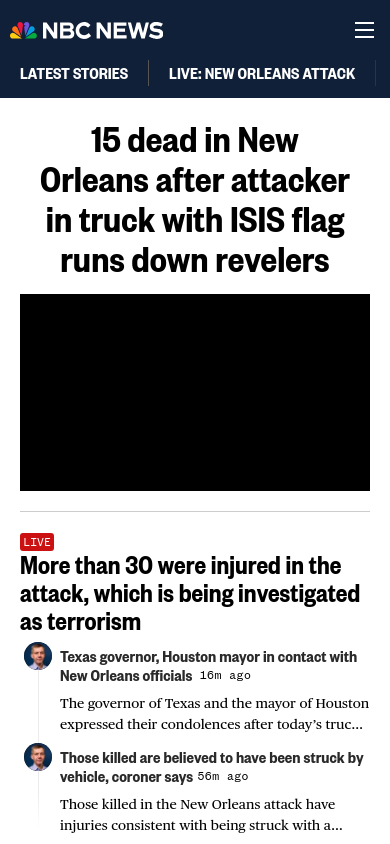 NBC NEWS
LATEST STORIES
LIVE: NEW ORLEANS ATTACK
15 dead in New
Orleans after attacker
in truck with ISIS flag
runs down revelers
LIVE
More than 30 were injured in the
attack, which is being investigated
as terrorism
Texas governor, Houston mayor in contact with
New Orleans officials 16m ago
The governor of Texas and the mayor of Houston
expressed their condolences after today’s truc...
Those killed are believed to have been struck by
vehicle, coroner says 56m ago
Those killed in the New Orleans attack have
injuries consistent with being struck with a...